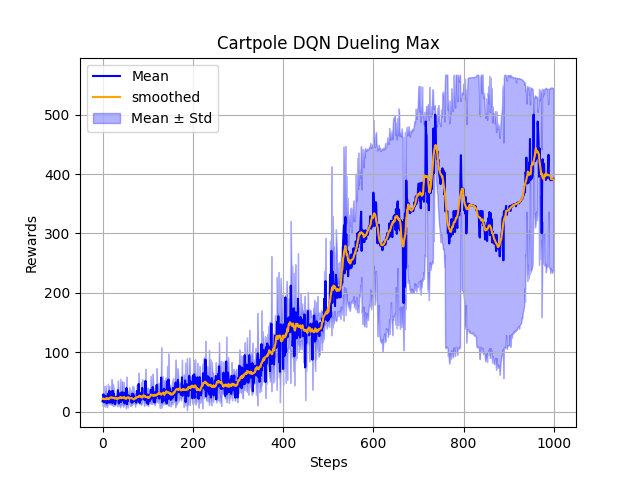 Cartpole DQN Dueling Max
Mean
smoothed
Mean ± Std
Rewards
500
400
300
200
100
0
0 200 400 600 800 1000
Steps